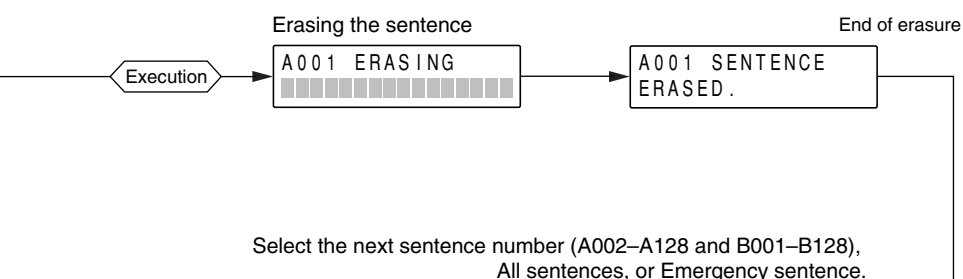 Erasing the sentence
End of erasure
Execution
A001 ERASING
A001 SENTENCE
ERASED.
Select the next sentence number (A002–A128 and B001–B128),
All sentences, or Emergency sentence.